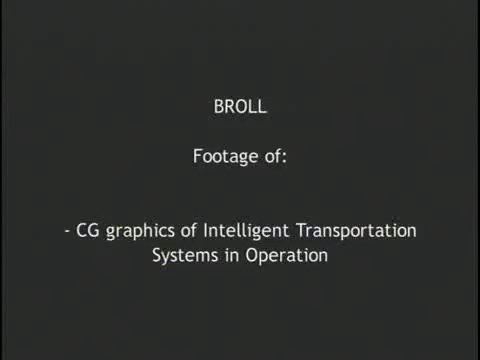 BROLL
Footage of:
- CG graphics of Intelligent Transportation
Systems in Operation